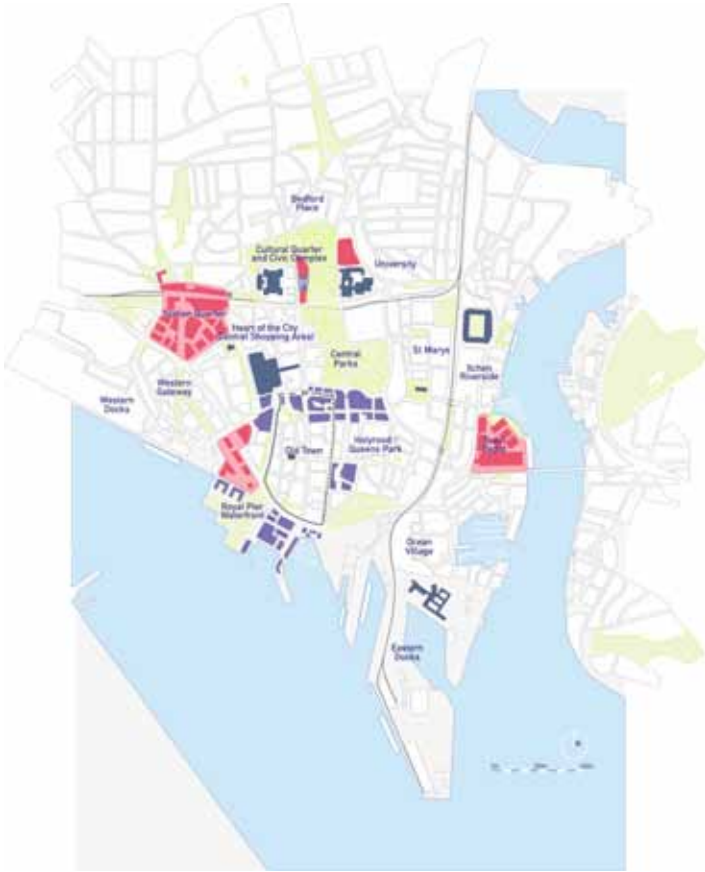 Bedford
Place
Cultural Quarter
and Civic Complex
University
Station Quarter
Heart of the City
(Central Shopping Area)
Central
Parks
St Marys
Itchen
Riverside
Western
Gateway
Western
Docks
Old Town
Holyrood /
Queens Park
Royal Pier
Waterfront
Ocean
Village
Eastern
Docks